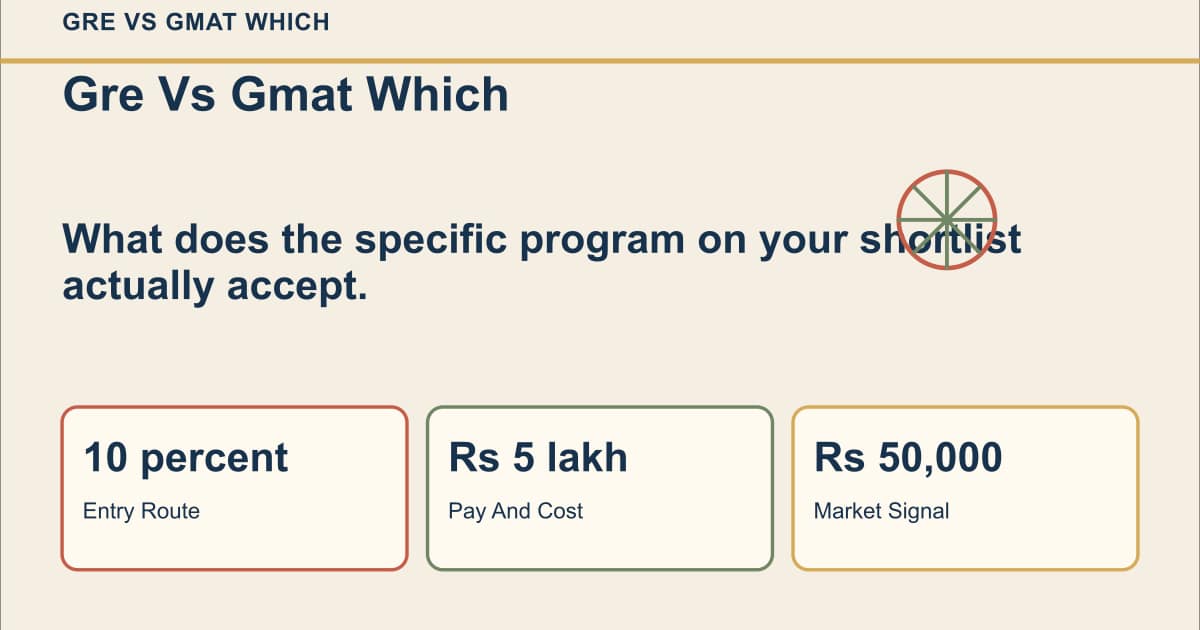 GRE VS GMAT WHICH
Gre Vs Gmat Which
What does the specific program on your shortlist
actually accept.
10 percent
Entry Route
Rs 5 lakh
Pay And Cost
Rs 50,000
Market Signal